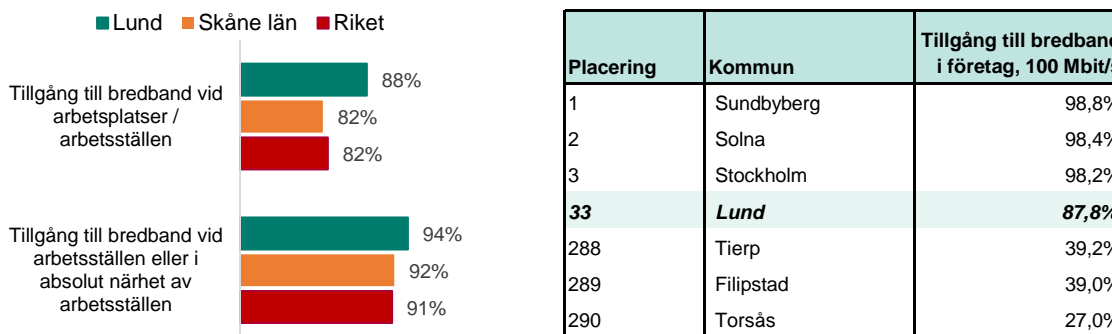 Lund Skåne län Riket
Tillgång till bredband vid
arbetsplatser /
arbetsställen
88%
82%
82%
Tillgång till bredband vid
arbetsställen eller i
absolut närhet av
arbetsställen
94%
92%
91%
Placering Kommun Tillgång till bredband
i företag, 100 Mbit/s
1 Sundbyberg 98,8%
2 Solna 98,4%
3 Stockholm 98,2%
33 Lund 87,8%
288 Tierp 39,2%
289 Filipstad 39,0%
290 Torsås 27,0%